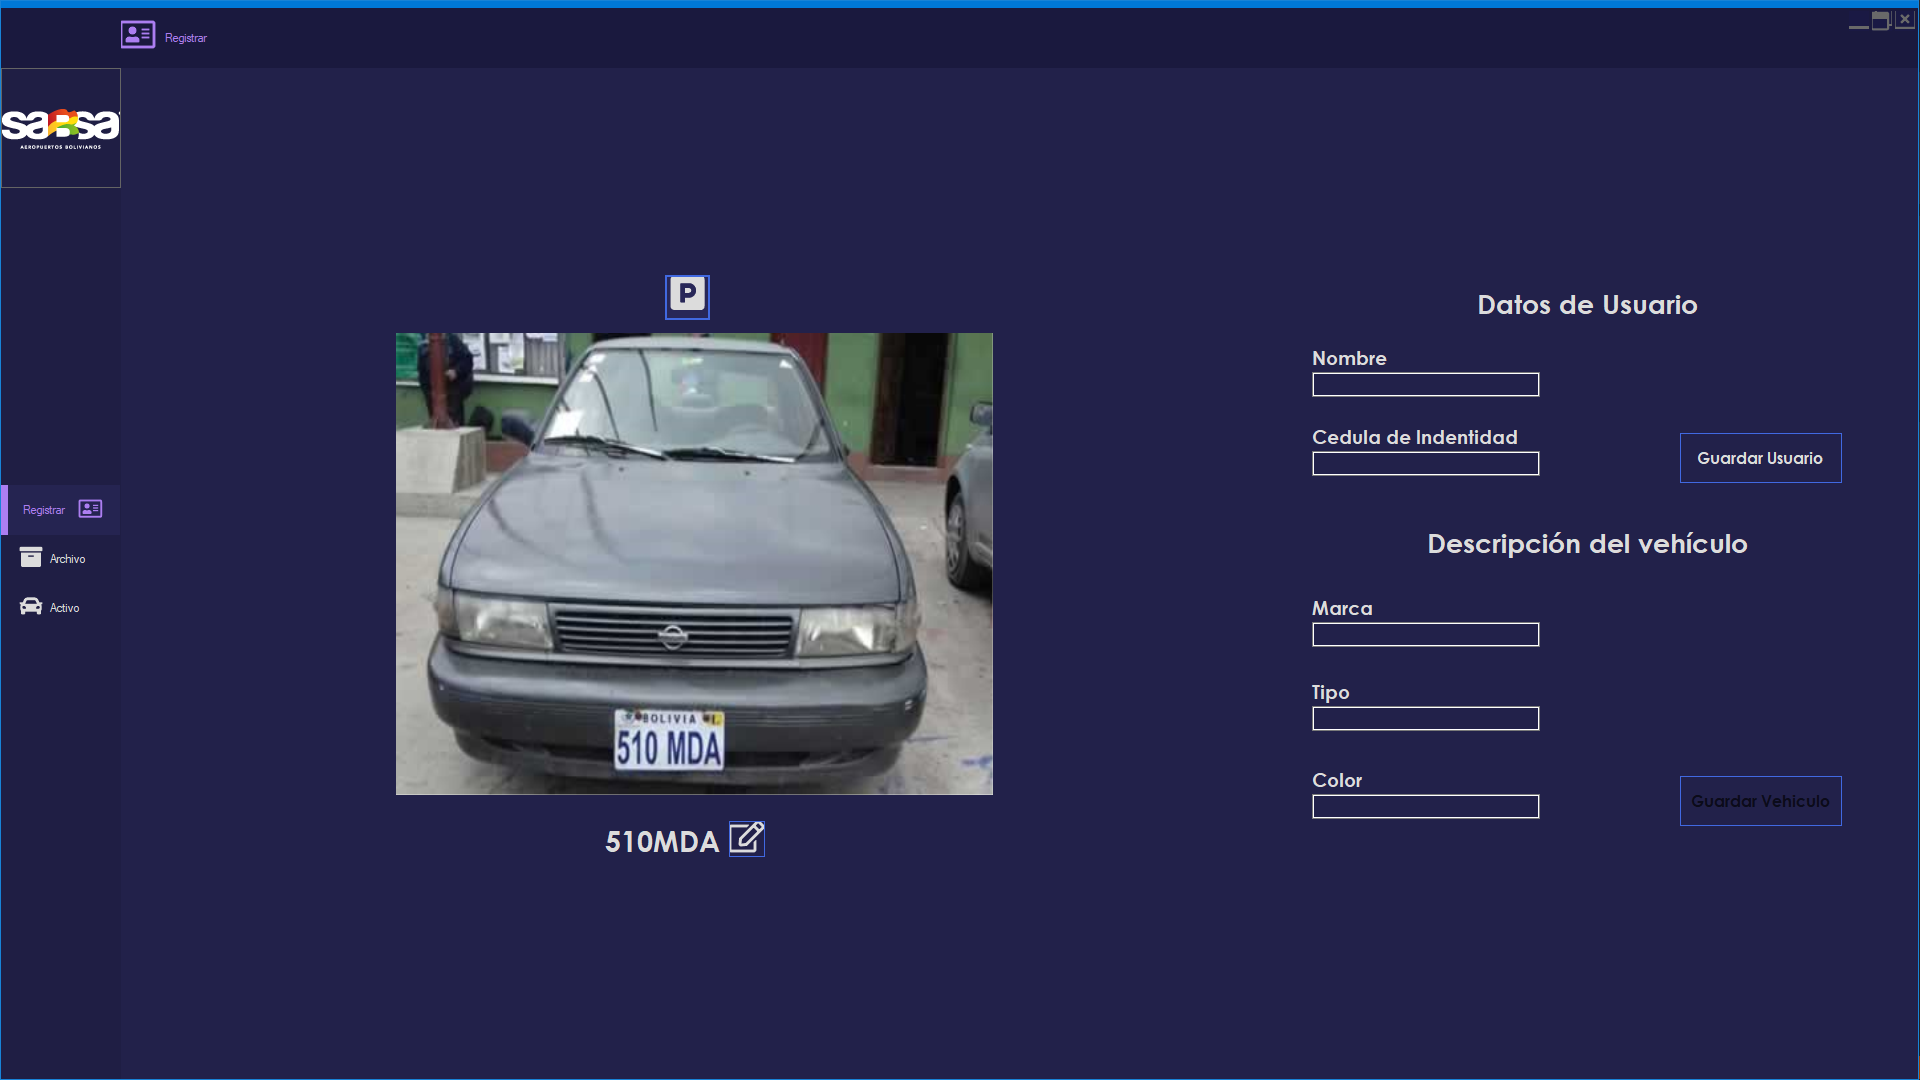 Registrar
saBsa
AEROPUERTOS BOLIVIANOS
Registrar
Archivo
Activo
P
BOLIVIA
510 MDA
510MDA
Datos de Usuario
Nombre
Cedula de Indentidad
Guardar Usuario
Descripción del vehículo
Marca
Tipo
Color
Guardar Vehiculo